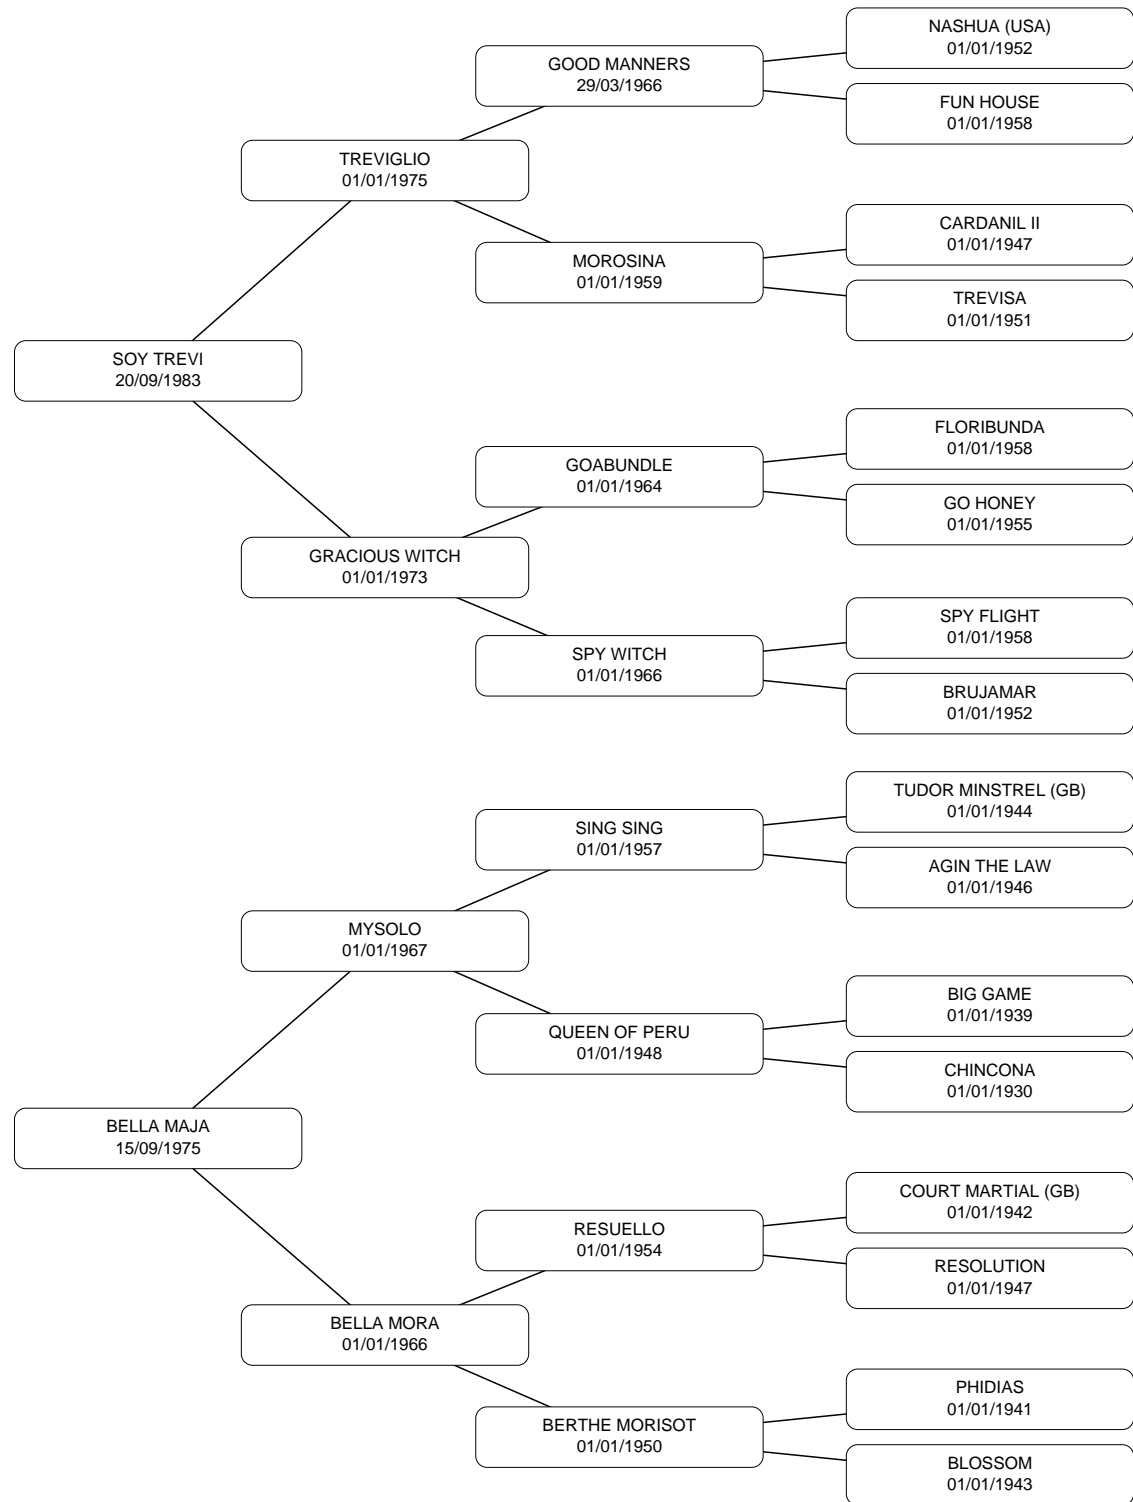 NASHUA (USA)
01/01/1952
GOOD MANNERS
29/03/1966
FUN HOUSE
01/01/1958
TREVIGLIO
01/01/1975
CARDANIL II
01/01/1947
MOROSINA
01/01/1959
TREVISA
01/01/1951
SOY TREVI
20/09/1983
FLORIBUNDA
01/01/1958
GOABUNDLE
01/01/1964
GO HONEY
01/01/1955
GRACIOUS WITCH
01/01/1973
SPY FLIGHT
01/01/1958
SPY WITCH
01/01/1966
BRUJAMAR
01/01/1952
TUDOR MINSTREL (GB)
01/01/1944
SING SING
01/01/1957
AGIN THE LAW
01/01/1946
MYSOLO
01/01/1967
BIG GAME
01/01/1939
QUEEN OF PERU
01/01/1948
CHINCONA
01/01/1930
BELLA MAJA
15/09/1975
COURT MARTIAL (GB)
01/01/1942
RESUELLO
01/01/1954
RESOLUTION
01/01/1947
BELLA MORA
01/01/1966
PHIDIAS
01/01/1941
BERTHE MORISOT
01/01/1950
BLOSSOM
01/01/1943